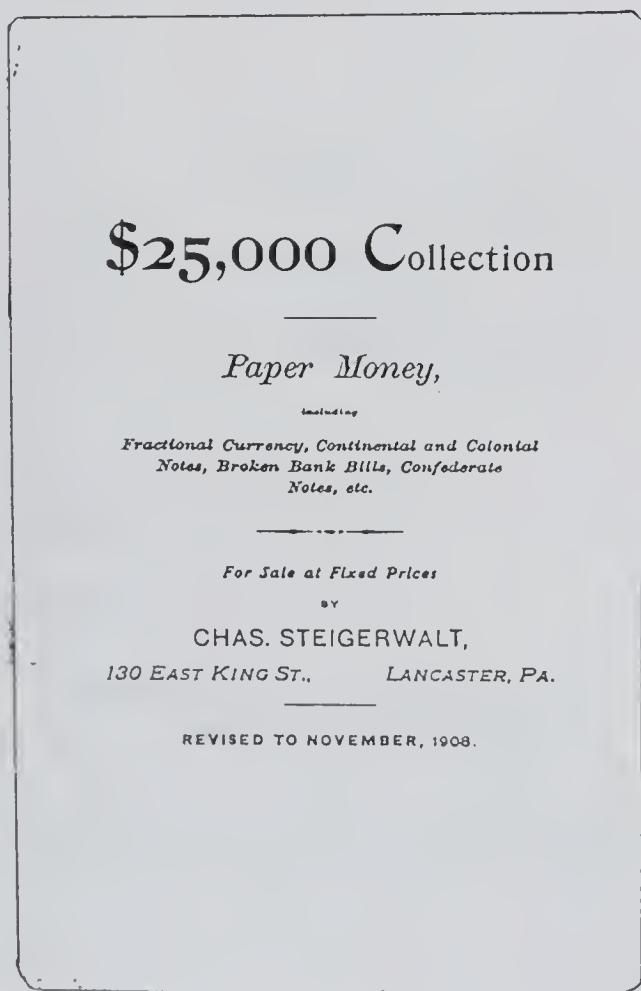 $25,000 Collection
Paper Money,
including
Fractional Currency, Continental and Colonial
Notes, Broken Bank Bills, Confederate
Notes, etc.
For Sale at Fixed Prices
BY
CHAS. STEIGERWALT,
130 EAST KING ST., LANCASTER, PA.
REVISED TO NOVEMBER, 1908.